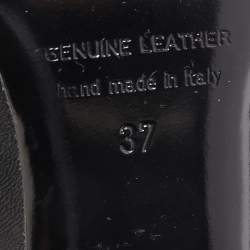 GENUINE LEATHER
hand made in Italy
37